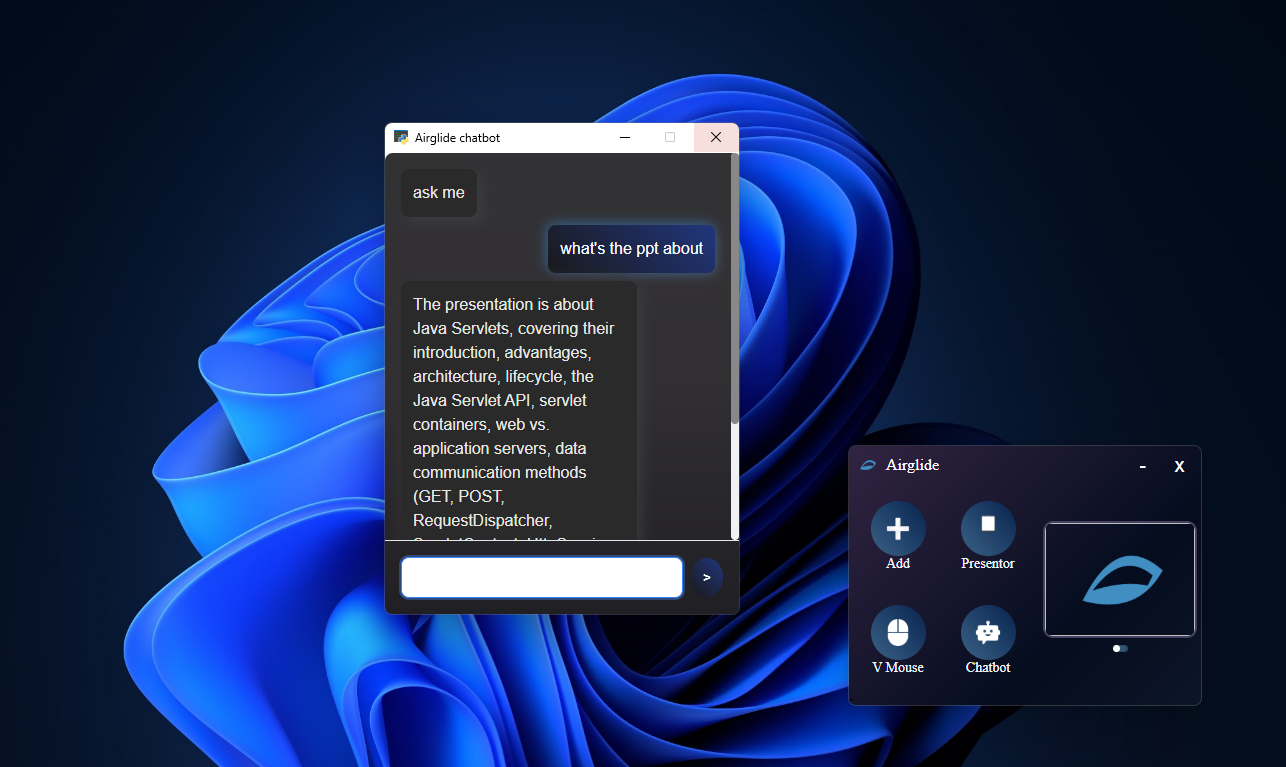 Airglide chatbot
ask me
what's the ppt about
The presentation is about
Java Servlets, covering their
introduction, advantages,
architecture, lifecycle, the
Java Servlet API, servlet
containers, web vs.
application servers, data
communication methods
(GET, POST,
RequestDispatcher,
>
Airglide
- X
Add
Presentor
V Mouse
Chatbot